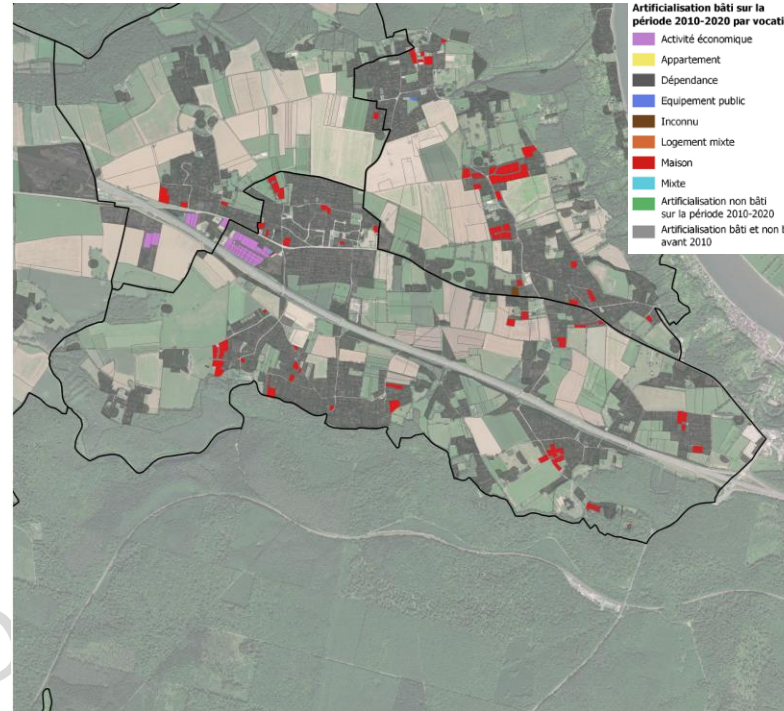 Artificialisation bâti sur la
période 2010-2020 par vocati
Activité économique
Appartement
Dépendance
Equipement public
Inconnu
Logement mixte
Maison
Mixte
Artificialisation non bâti
sur la période 2010-2020
Artificialisation bâti et non b
avant 2010